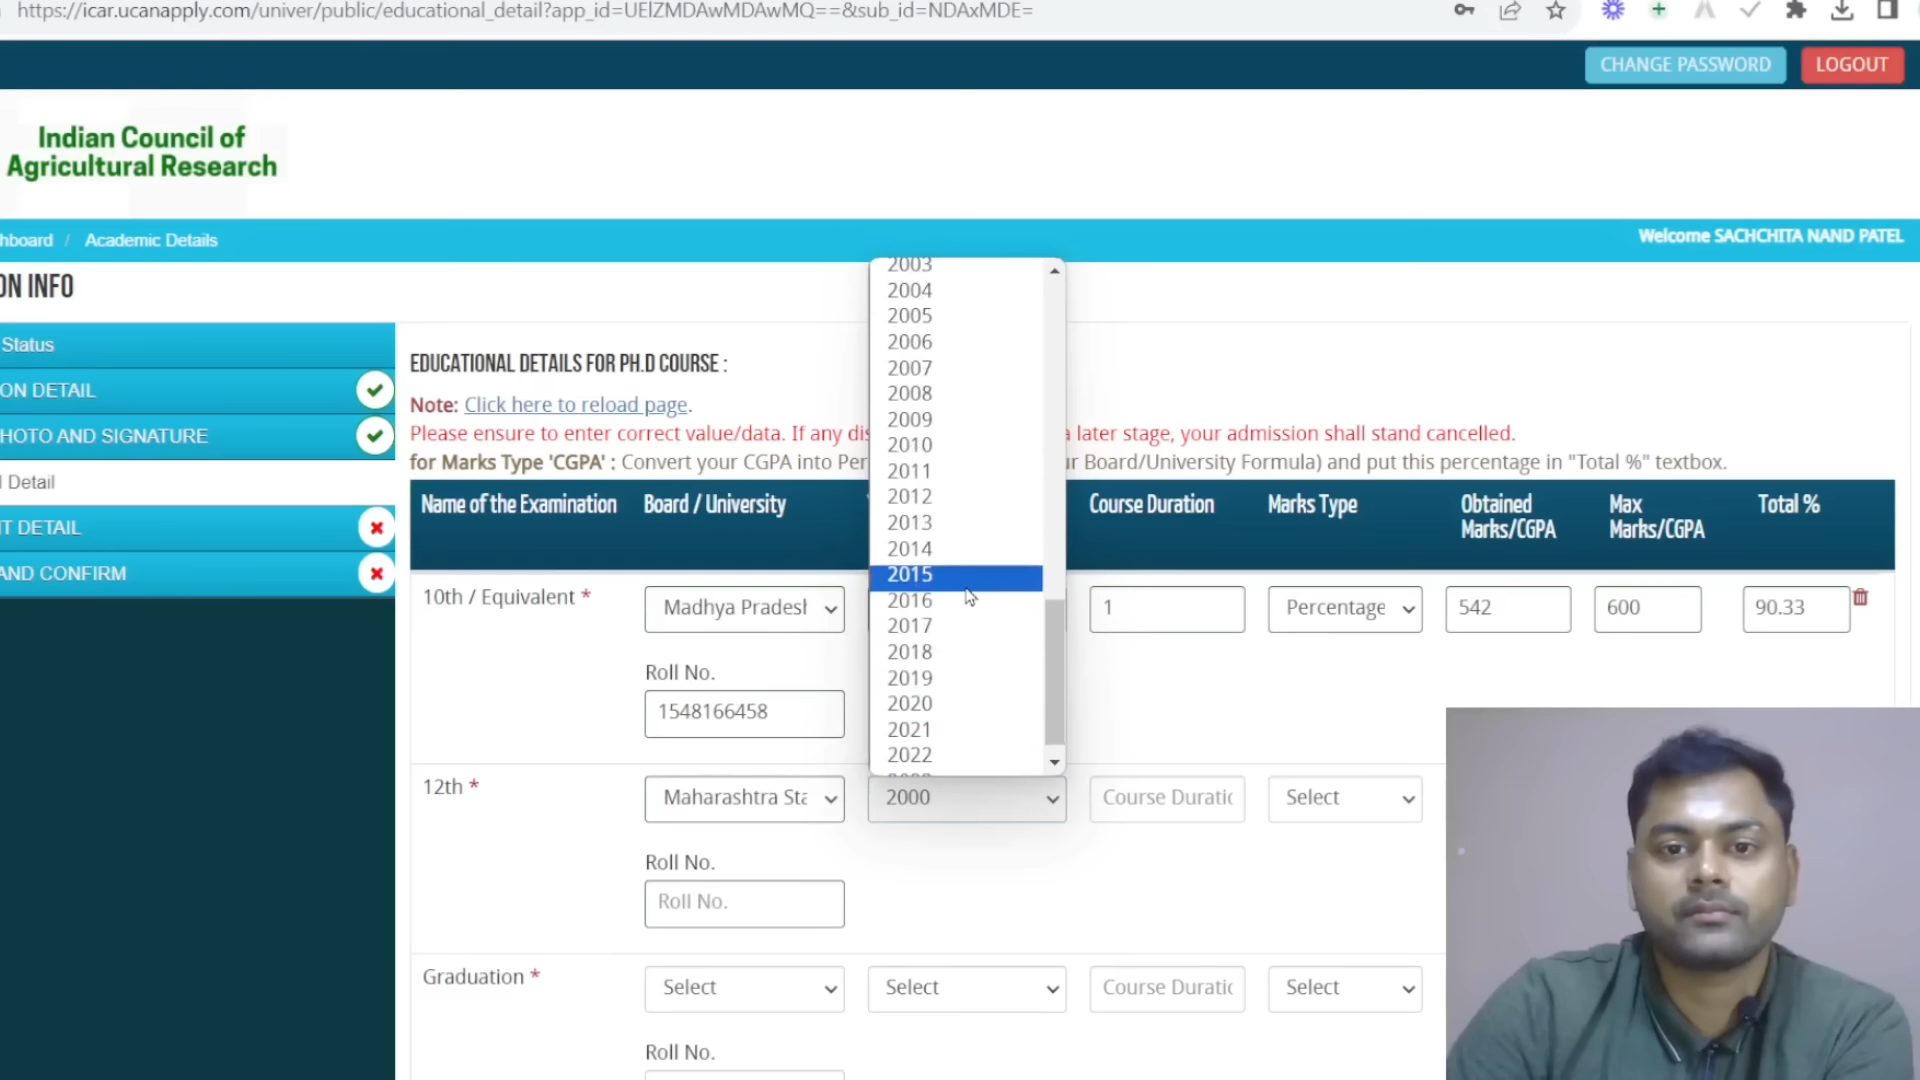 https://icar.ucanapply.com/univer/public/educational_detail?app_id=UElZMDAwMDAwMQ==&sub_id=NDAxMDE=
CHANGE PASSWORD
LOGOUT
Indian Council of
Agricultural Research
hboard / Academic Details
Welcome SACHCHITA NAND PATEL
ON INFO
Status
ON DETAIL
HOTO AND SIGNATURE
l Detail
T DETAIL
AND CONFIRM
EDUCATIONAL DETAILS FOR PH.D COURSE :
Note: Click here to reload page.
Please ensure to enter correct value/data. If any dis a later stage, your admission shall stand cancelled.
for Marks Type 'CGPA' : Convert your CGPA into Per ur Board/University Formula) and put this percentage in "Total %" textbox.
Name of the Examination
Board / University
Course Duration
Marks Type
Obtained
Marks/CGPA
Max
Marks/CGPA
Total %
2003
2004
2005
2006
2007
2008
2009
2010
2011
2012
2013
2014
2015
2016
2017
2018
2019
2020
2021
2022
10th / Equivalent *
Madhya Pradesh
1
Percentage
542
600
90.33
Roll No.
1548166458
12th *
Maharashtra Sta
2000
Course Duratic
Select
Roll No.
Roll No.
Graduation *
Select
Select
Course Duratic
Select
Roll No.